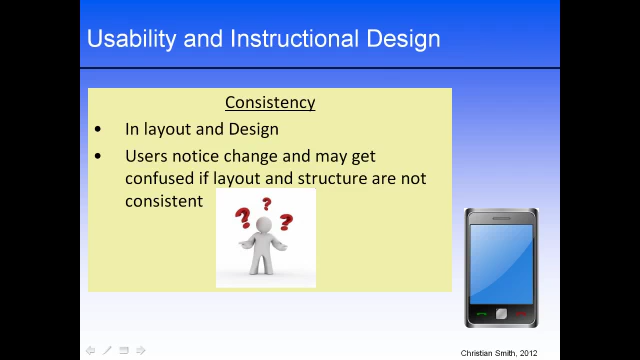 Usability and Instructional Design
Consistency
• In layout and Design
• Users notice change and may get
confused if layout and structure are not
consistent
Christian Smith, 2012